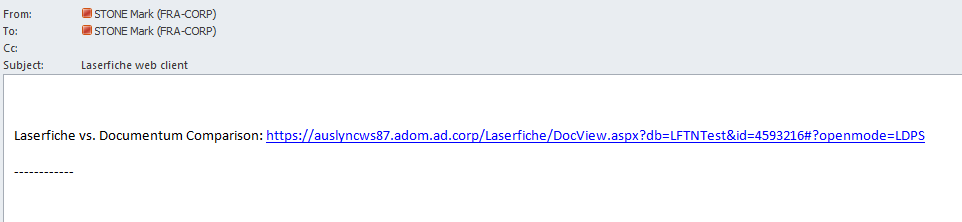 From: STONE Mark (FRA-CORP)
To: STONE Mark (FRA-CORP)
Cc:
Subject: Laserfiche web client
Laserfiche vs. Documentum Comparison: https://auslyncws87.adom.ad.corp/Laserfiche/DocView.aspx?db=LFTNTest&id=4593216#?openmode=LDPS
------------